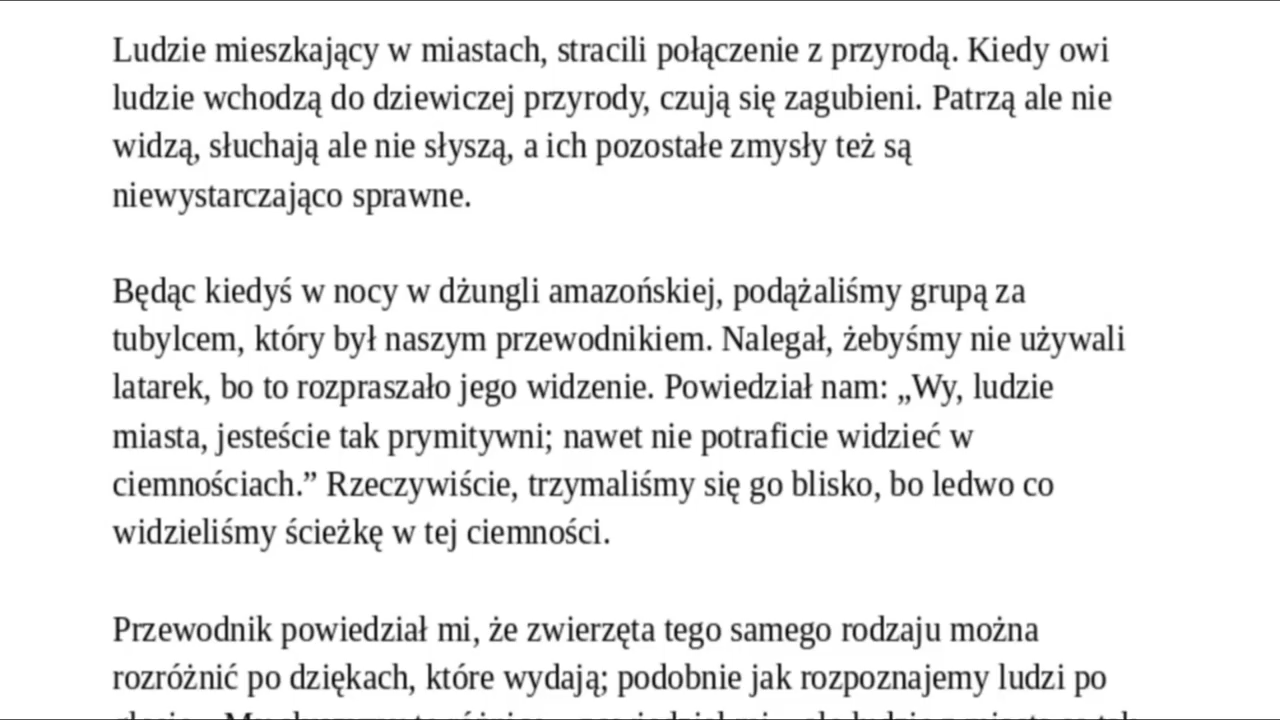 Ludzie mieszkający w miastach, stracili połączenie z przyrodą. Kiedy owi
ludzie wchodzą do dziewiczej przyrody, czują się zagubieni. Patrzą ale nie
widzą, słuchają ale nie słyszą, a ich pozostałe zmysły też są
niewystarczająco sprawne.
Będąc kiedyś w nocy w dżungli amazońskiej, podążaliśmy grupą za
tubylcem, który był naszym przewodnikiem. Nalegał, żebyśmy nie używali
latarek, bo to rozpraszało jego widzenie. Powiedział nam: „Wy, ludzie
miasta, jesteście tak prymitywni; nawet nie potraficie widzieć w
ciemnościach.” Rzeczywiście, trzymaliśmy się go blisko, bo ledwo co
widzieliśmy ścieżkę w tej ciemności.
Przewodnik powiedział mi, że zwierzęta tego samego rodzaju można
rozróżnić po dziękach, które wydają; podobnie jak rozpoznajemy ludzi po